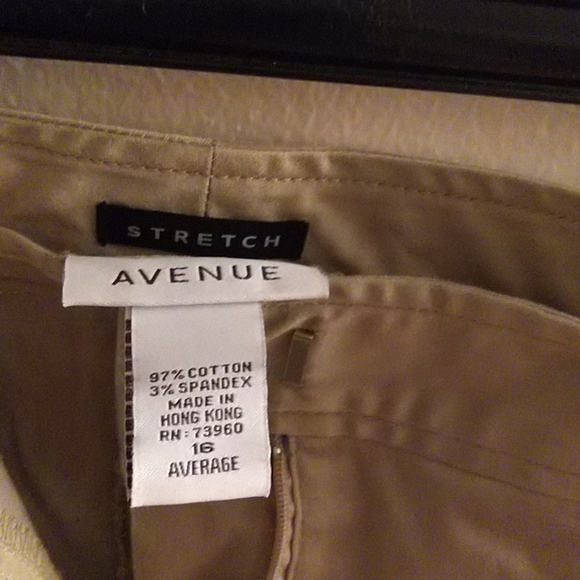 STRETCH
AVENUE
97% COTTON
3% SPANDEX
MADE IN
HONG KONG
RN: 73960
16
AVERAGE